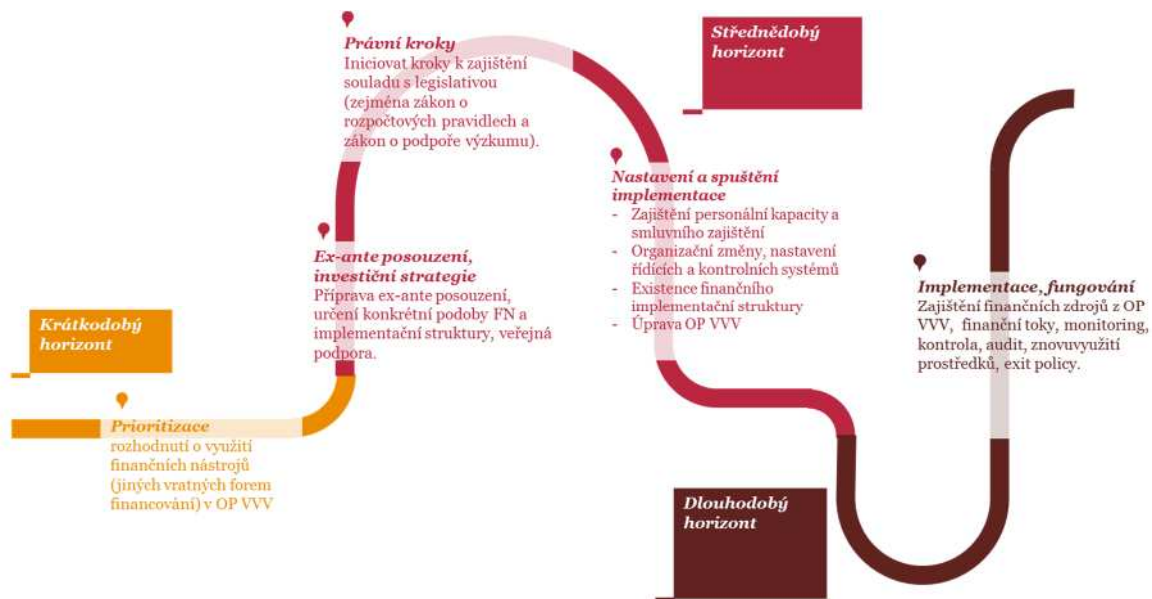 Krátkodobý
horizont
Prioritizace
rozhodnutí o využití
finančních nástrojů
(jiných vratných forem
financování) v OP VVV
Ex-ante posouzení,
investiční strategie
Příprava ex-ante posouzení,
určení konkrétní podoby FN a
implementační struktury, veřejná
podpora.
Právní kroky
Iniciovat kroky k zajištění
souladu s legislativou
(zejména zákon o
rozpočtových pravidlech a
zákon o podpoře výzkumu).
Střednědobý
horizont
Nastavení a spuštění
implementace
- Zajištění personální kapacity a
smluvního zajištění
- Organizační změny, nastavení
řídících a kontrolních systémů
- Existence finančního
implementační struktury
- Úprava OP VVV
Dlouhodobý
horizont
Implementace, fungování
Zajištění finančních zdrojů z OP
VVV, finanční toky, monitoring,
kontrola, audit, znovuvyužití
prostředků, exit policy.